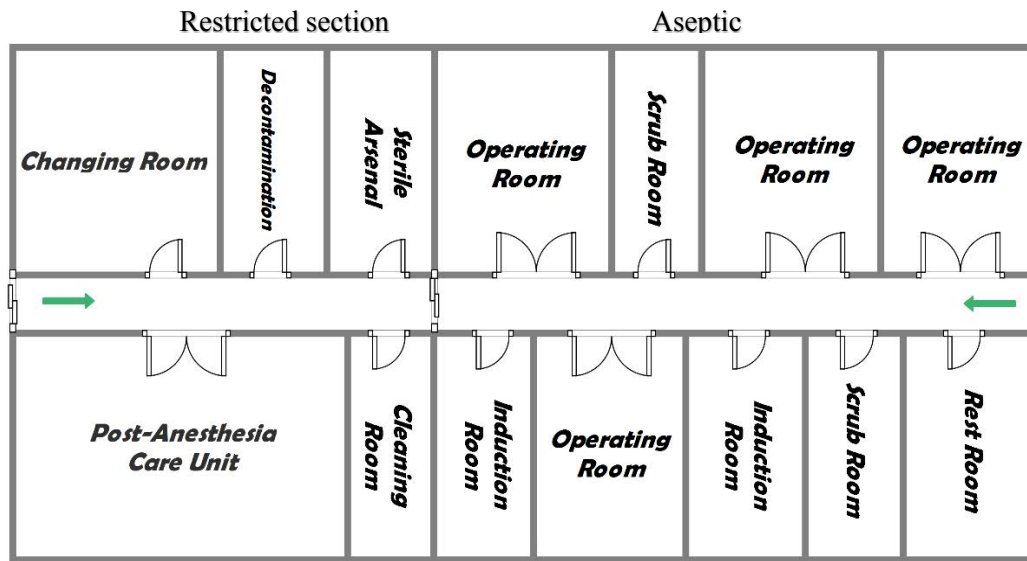 Restricted section
Aseptic
Changing Room
Decontamination
Sterile
Arsenal
Operating
Room
Scrub Room
Operating
Room
Operating
Room
Post-Anesthesia
Care Unit
Cleaning
Room
Induction
Room
Operating
Room
Induction
Room
Scrub Room
Rest Room